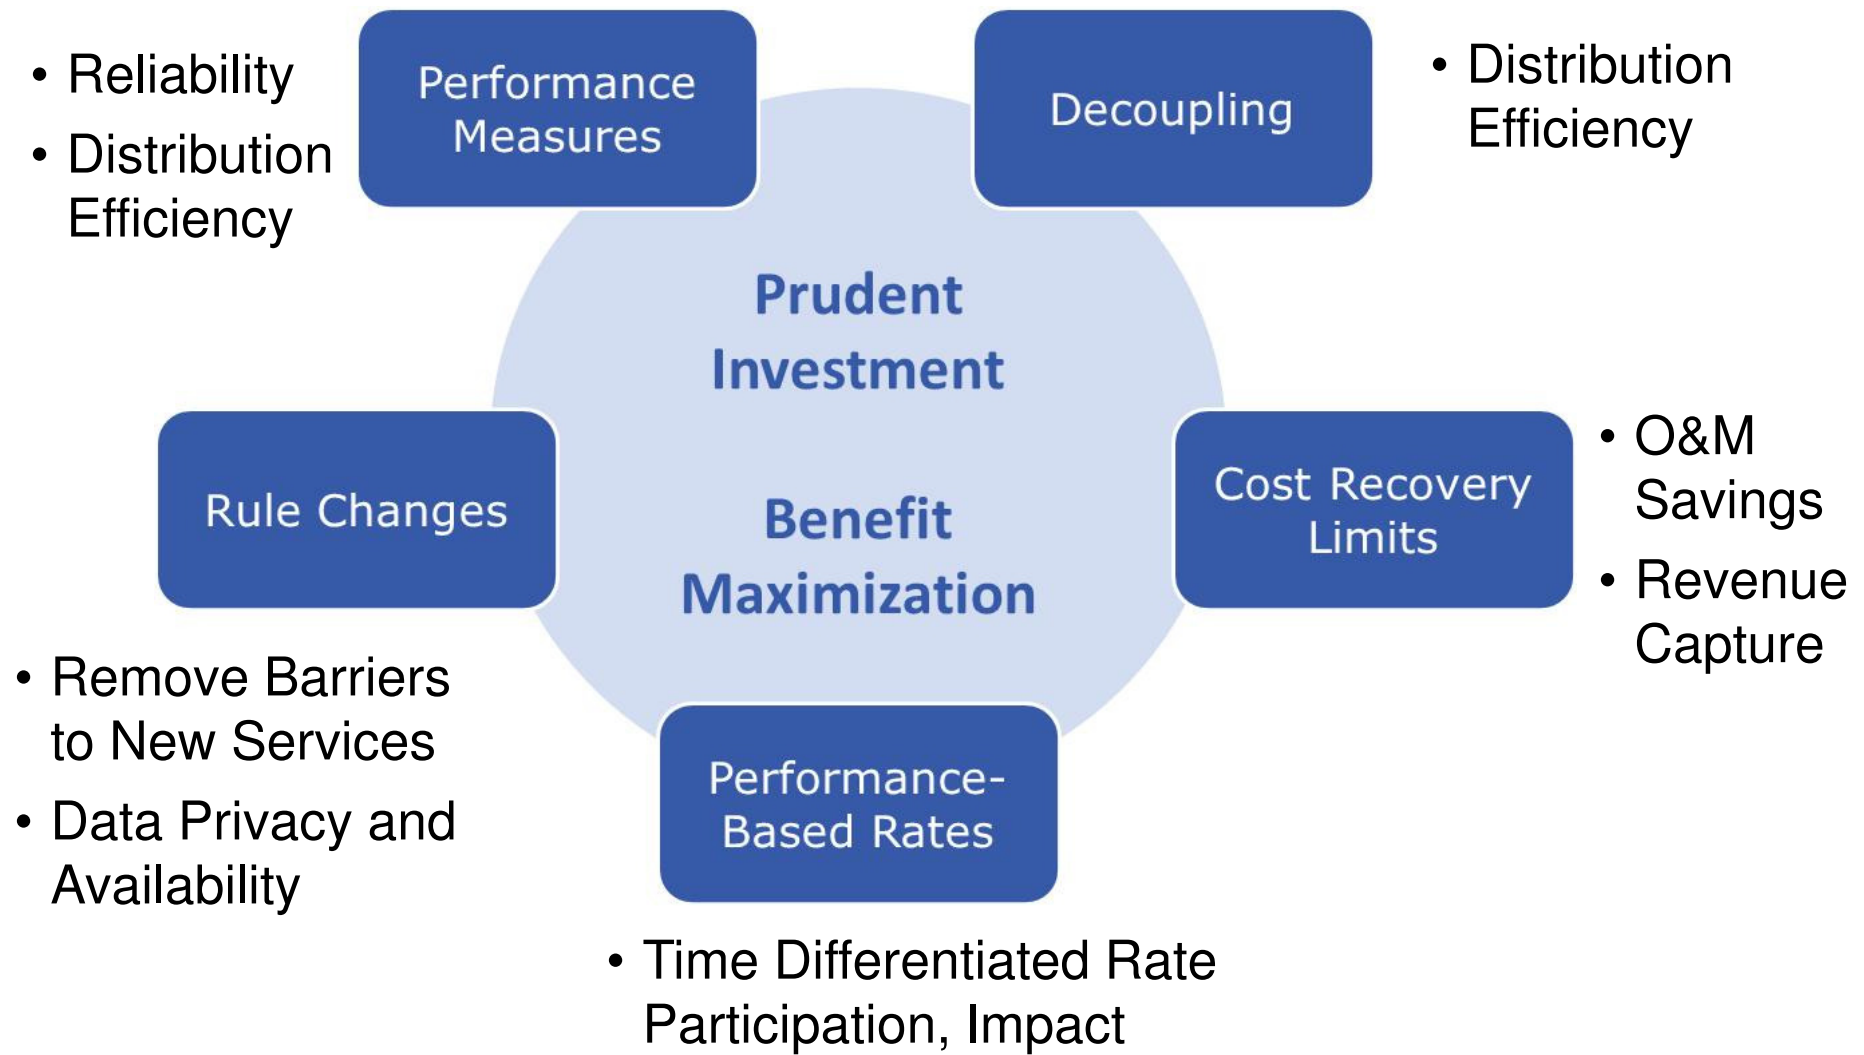 • Reliability
• Distribution
Efficiency
Performance
Measures
Decoupling
• Distribution
Efficiency
Prudent
Investment
Benefit
Maximization
Rule Changes
Cost Recovery
Limits
• O&M
Savings
• Revenue
Capture
• Remove Barriers
to New Services
• Data Privacy and
Availability
Performance-
Based Rates
• Time Differentiated Rate
Participation, Impact